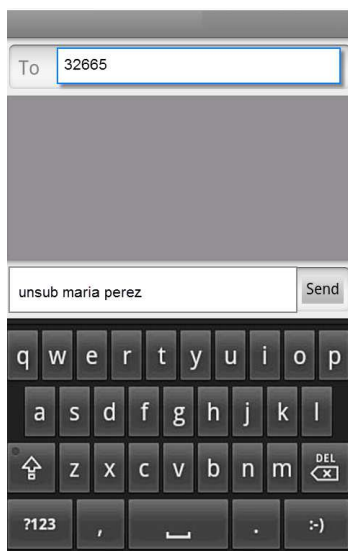 To 32665
unsub maria perez Send
q w e r t y u i o p
a s d f g h j k l
z x c v b n m DEL
?123 , . :-)